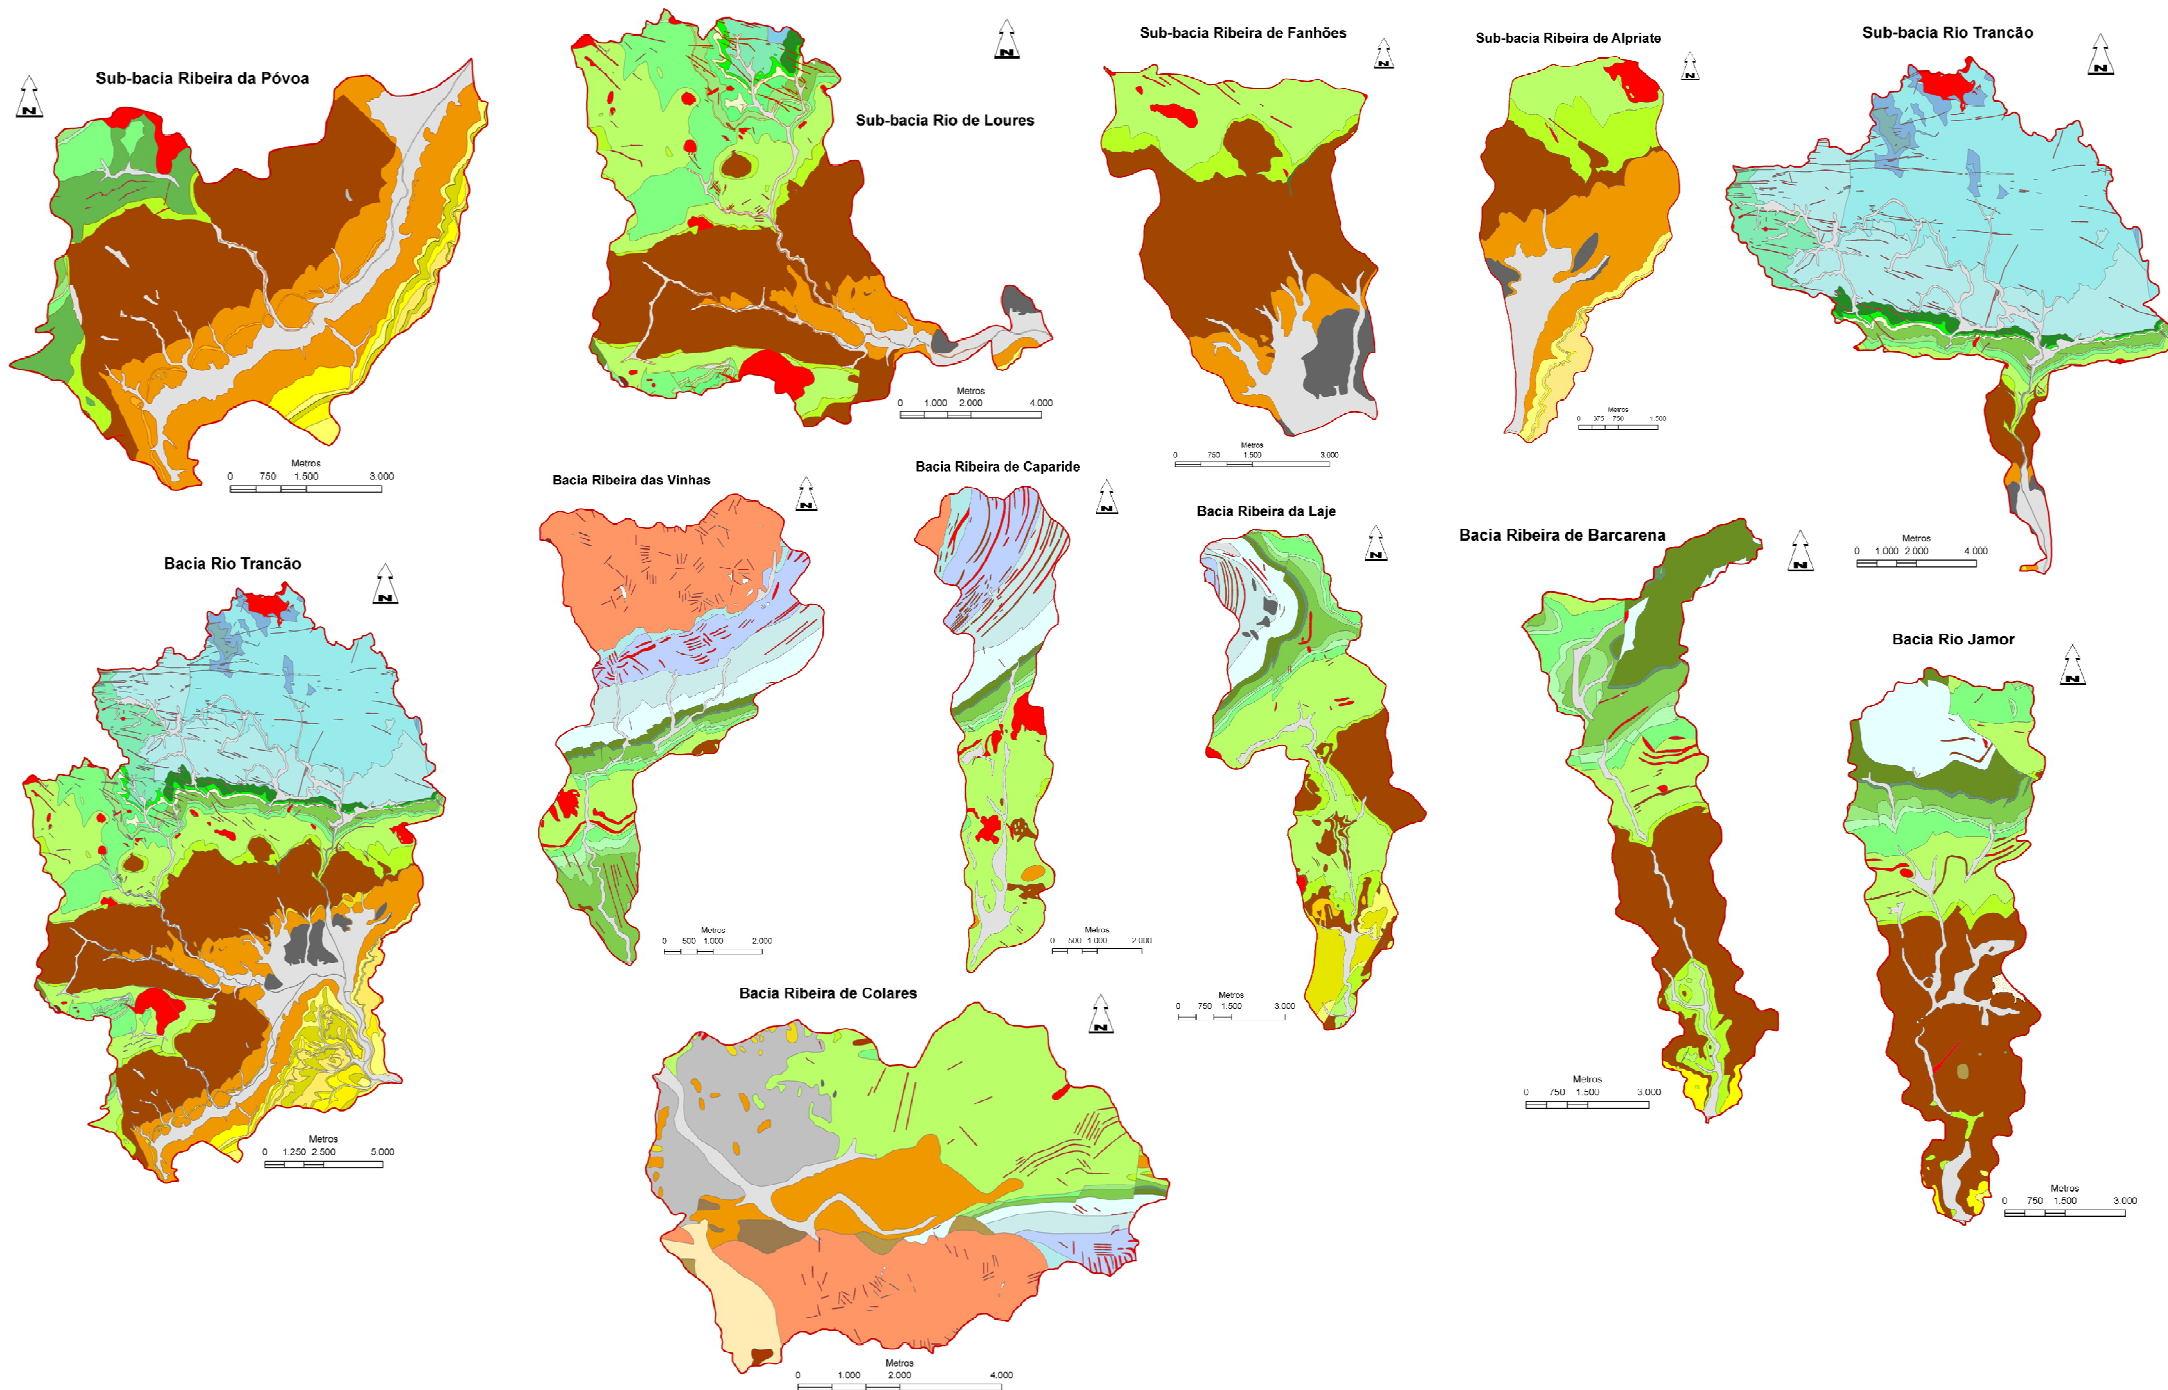 Sub-bacia Ribeira da Póvoa
N
Metros
0 750 1.500 3.000
Sub-bacia Rio de Loures
N
Metros
0 1.000 2.000 4.000
Sub-bacia Ribeira de Fanhões
N
Metros
0 750 1.500 3.000
Sub-bacia Ribeira de Alpriate
N
Metros
0 375 750 1.500
Sub-bacia Rio Trancão
N
Metros
0 1.000 2.000 4.000
Bacia Rio Trancão
N
Metros
0 1.250 2.500 5.000
Bacia Ribeira das Vinhas
N
Metros
0 500 1.000 2.000
Bacia Ribeira de Caparide
N
Metros
0 500 1.000 2.000
Bacia Ribeira da Laje
N
Metros
0 750 1.500 3.000
Bacia Ribeira de Barcarena
N
Metros
0 750 1.500 3.000
Bacia Rio Jamor
N
Metros
0 750 1.500 3.000
Bacia Ribeira de Colares
N
Metros
0 1.000 2.000 4.000